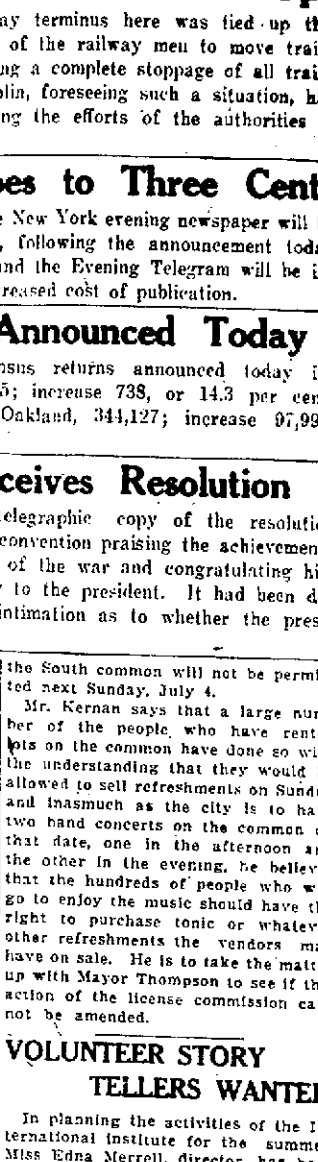 ay terminus here was tied up th
of the railway men to move trai
ng a complete stoppage of all trai
lin, foreseeing such a situation, h
ng the efforts of the authorities
oes to Three Cent
e New York evening newspaper will
, following the announcement toda
and the Evening Telegram will be i
reased cost of publication.
Announced Today
nsus returns announced today i
5; increase 738, or 14.3 per cen
Oakland, 344,127; increase 97,99
ceives Resolution
elegraphic copy of the resolutio
convention praising the achievemen
of the war and congratulating hi
y to the president. It had been d
intimation as to whether the pres
the South common will not be permi
ted next Sunday, July 4.
Mr. Kernan says that a large num
ber of the people who have rent
lots on the common have done so wi
the understanding that they would
allowed to sell refreshments on Sunda
and inasmuch as the city is to ha
two band concerts on the common o
that date, one in the afternoon a
the other in the evening, he believ
that the hundreds of people who w
go to enjoy the music should have t
right to purchase tonic or whatev
other refreshments the vendors ma
have on sale. He is to take the matt
up with Mayor Thompson to see if th
action of the license commission ca
not be amended.
VOLUNTEER STORY
TELLERS WANTE
In planning the activities of the I
ternational Institute for the summe
Miss Edna Merrell, director, has be